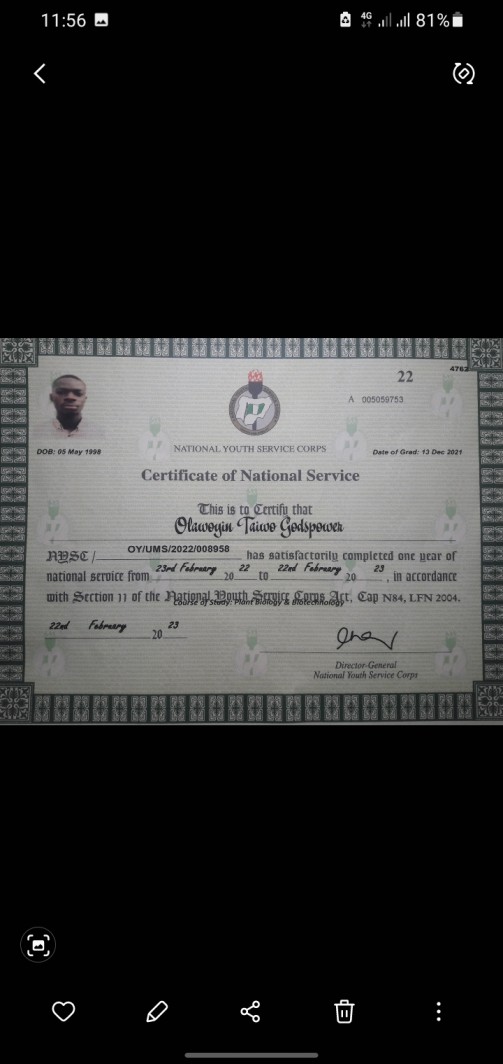 11:56
4G
81%
4763
22
A 005059753
DOB: 05 May 1998
NATIONAL YOUTH SERVICE CORPS
Date of Grad: 13 Dec 2021
Certificate of National Service
This is to Certify that
Olawoyin Taiwo Godspower
NYSC / OY/UMS/2022/008958 has satisfactorily completed one year of
national service from 23rd February 20 22 to 22nd February 20 23 , in accordance
with Section 11 of the National Youth Service Corps Act, Cap N84, LFN 2004.
Course of Study: Plant Biology & Biotechnology
22nd February 20 23
Director-General
National Youth Service Corps